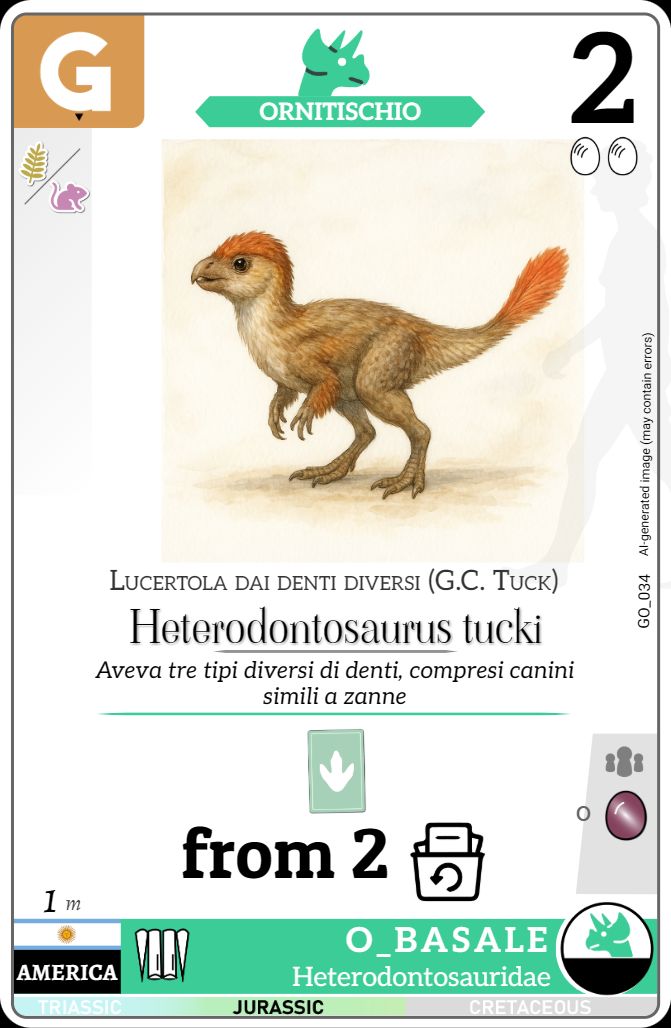 G
ORNITISCHIO
2
AI-generated image (may contain errors)
GO_034
LUCERTOLA DAI DENTI DIVERSI (G.C. TUCK)
Heterodontosaurus tucki
Aveva tre tipi diversi di denti, compresi canini
simili a zanne
O
from 2
1 m
AMERICA
O_BASALE
Heterodontosauridae
TRIASSIC
JURASSIC
CRETACEOUS